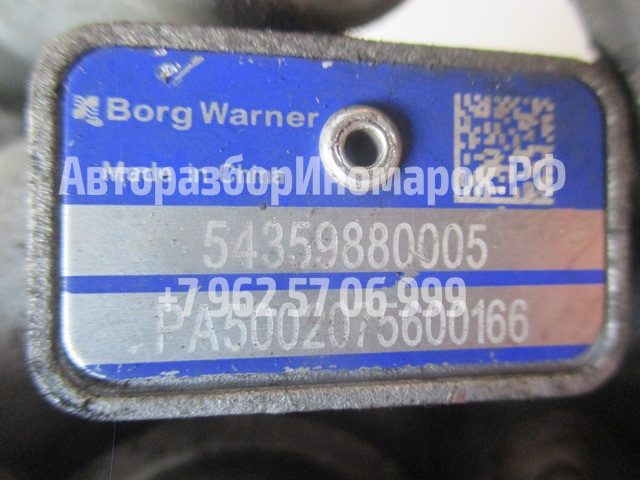 Borg Warner
Made in China
АвторазборИномарок.РФ
54359880005
+7 962 57 06 999
PA5002075600166